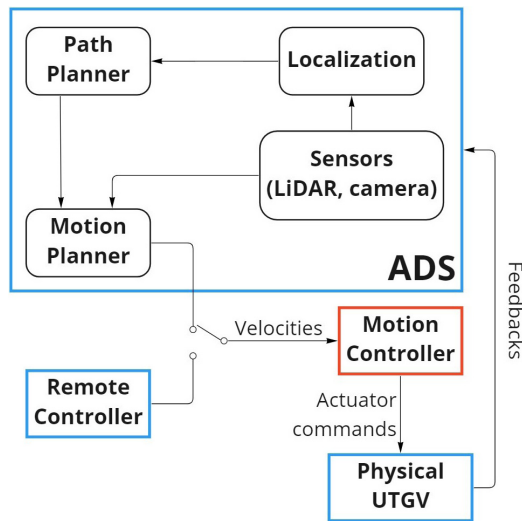 Path
Planner
Localization
Sensors
(LiDAR, camera)
Motion
Planner
ADS
Feedbacks
Velocities
Motion
Controller
Remote
Controller
Actuator
commands
Physical
UTGV